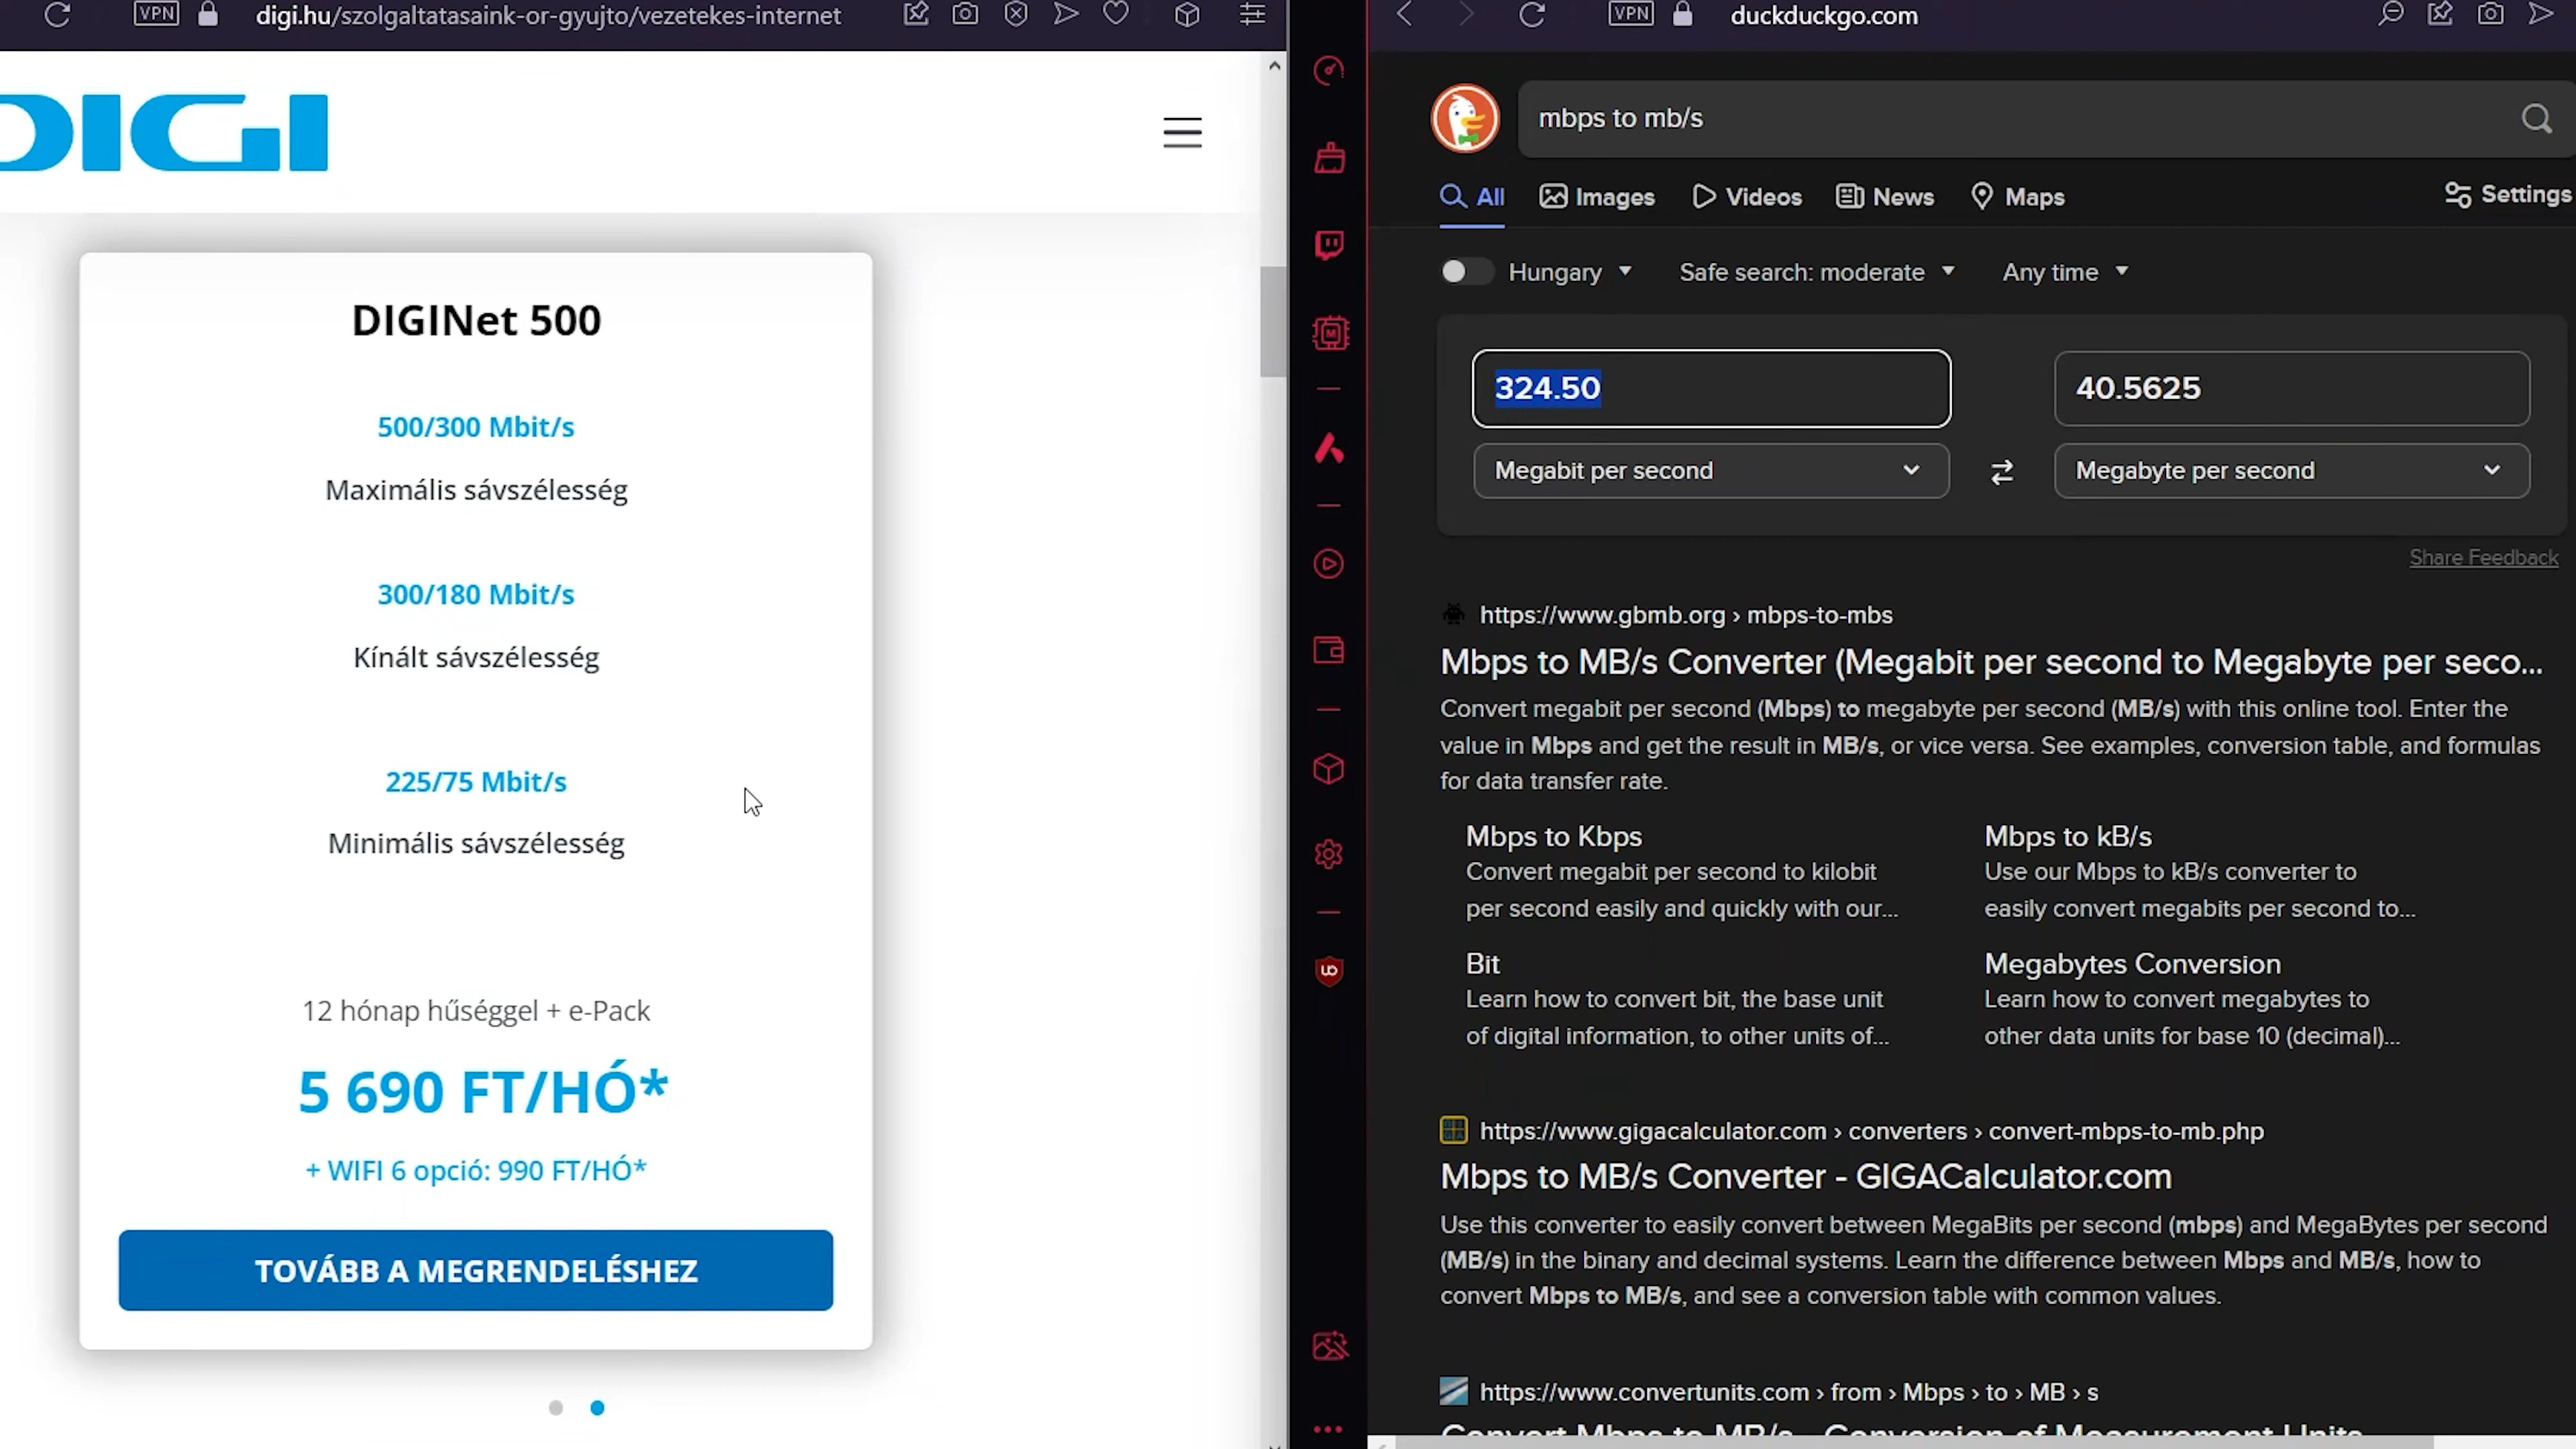 VPN
digi.hu/szolgaltatasaink-or-gyujto/vezetekes-internet
DIGI
DIGINet 500
500/300 Mbit/s
Maximális sávszélesség
300/180 Mbit/s
Kínált sávszélesség
225/75 Mbit/s
Minimális sávszélesség
12 hónap hűséggel + e-Pack
5 690 FT/HÓ*
+ WIFI 6 opció: 990 FT/HÓ*
TOVÁBB A MEGRENDELÉSHEZ
VPN
duckduckgo.com
mbps to mb/s
All
Images
Videos
News
Maps
Settings
Hungary
Safe search: moderate
Any time
324.50
40.5625
Megabit per second
Megabyte per second
Share Feedback
https://www.gbmb.org › mbps-to-mbs
Mbps to MB/s Converter (Megabit per second to Megabyte per seco...
Convert megabit per second (Mbps) to megabyte per second (MB/s) with this online tool. Enter the
value in Mbps and get the result in MB/s, or vice versa. See examples, conversion table, and formulas
for data transfer rate.
Mbps to Kbps
Convert megabit per second to kilobit
per second easily and quickly with our...
Mbps to kB/s
Use our Mbps to kB/s converter to
easily convert megabits per second to...
Bit
Learn how to convert bit, the base unit
of digital information, to other units of...
Megabytes Conversion
Learn how to convert megabytes to
other data units for base 10 (decimal)...
https://www.gigacalculator.com › converters › convert-mbps-to-mb.php
Mbps to MB/s Converter - GIGACalculator.com
Use this converter to easily convert between MegaBits per second (mbps) and MegaBytes per second
(MB/s) in the binary and decimal systems. Learn the difference between Mbps and MB/s, how to
convert Mbps to MB/s, and see a conversion table with common values.
https://www.convertunits.com › from › Mbps › to › MB › s
Convert Mbps to MB/s - Conversion of Measurement Units